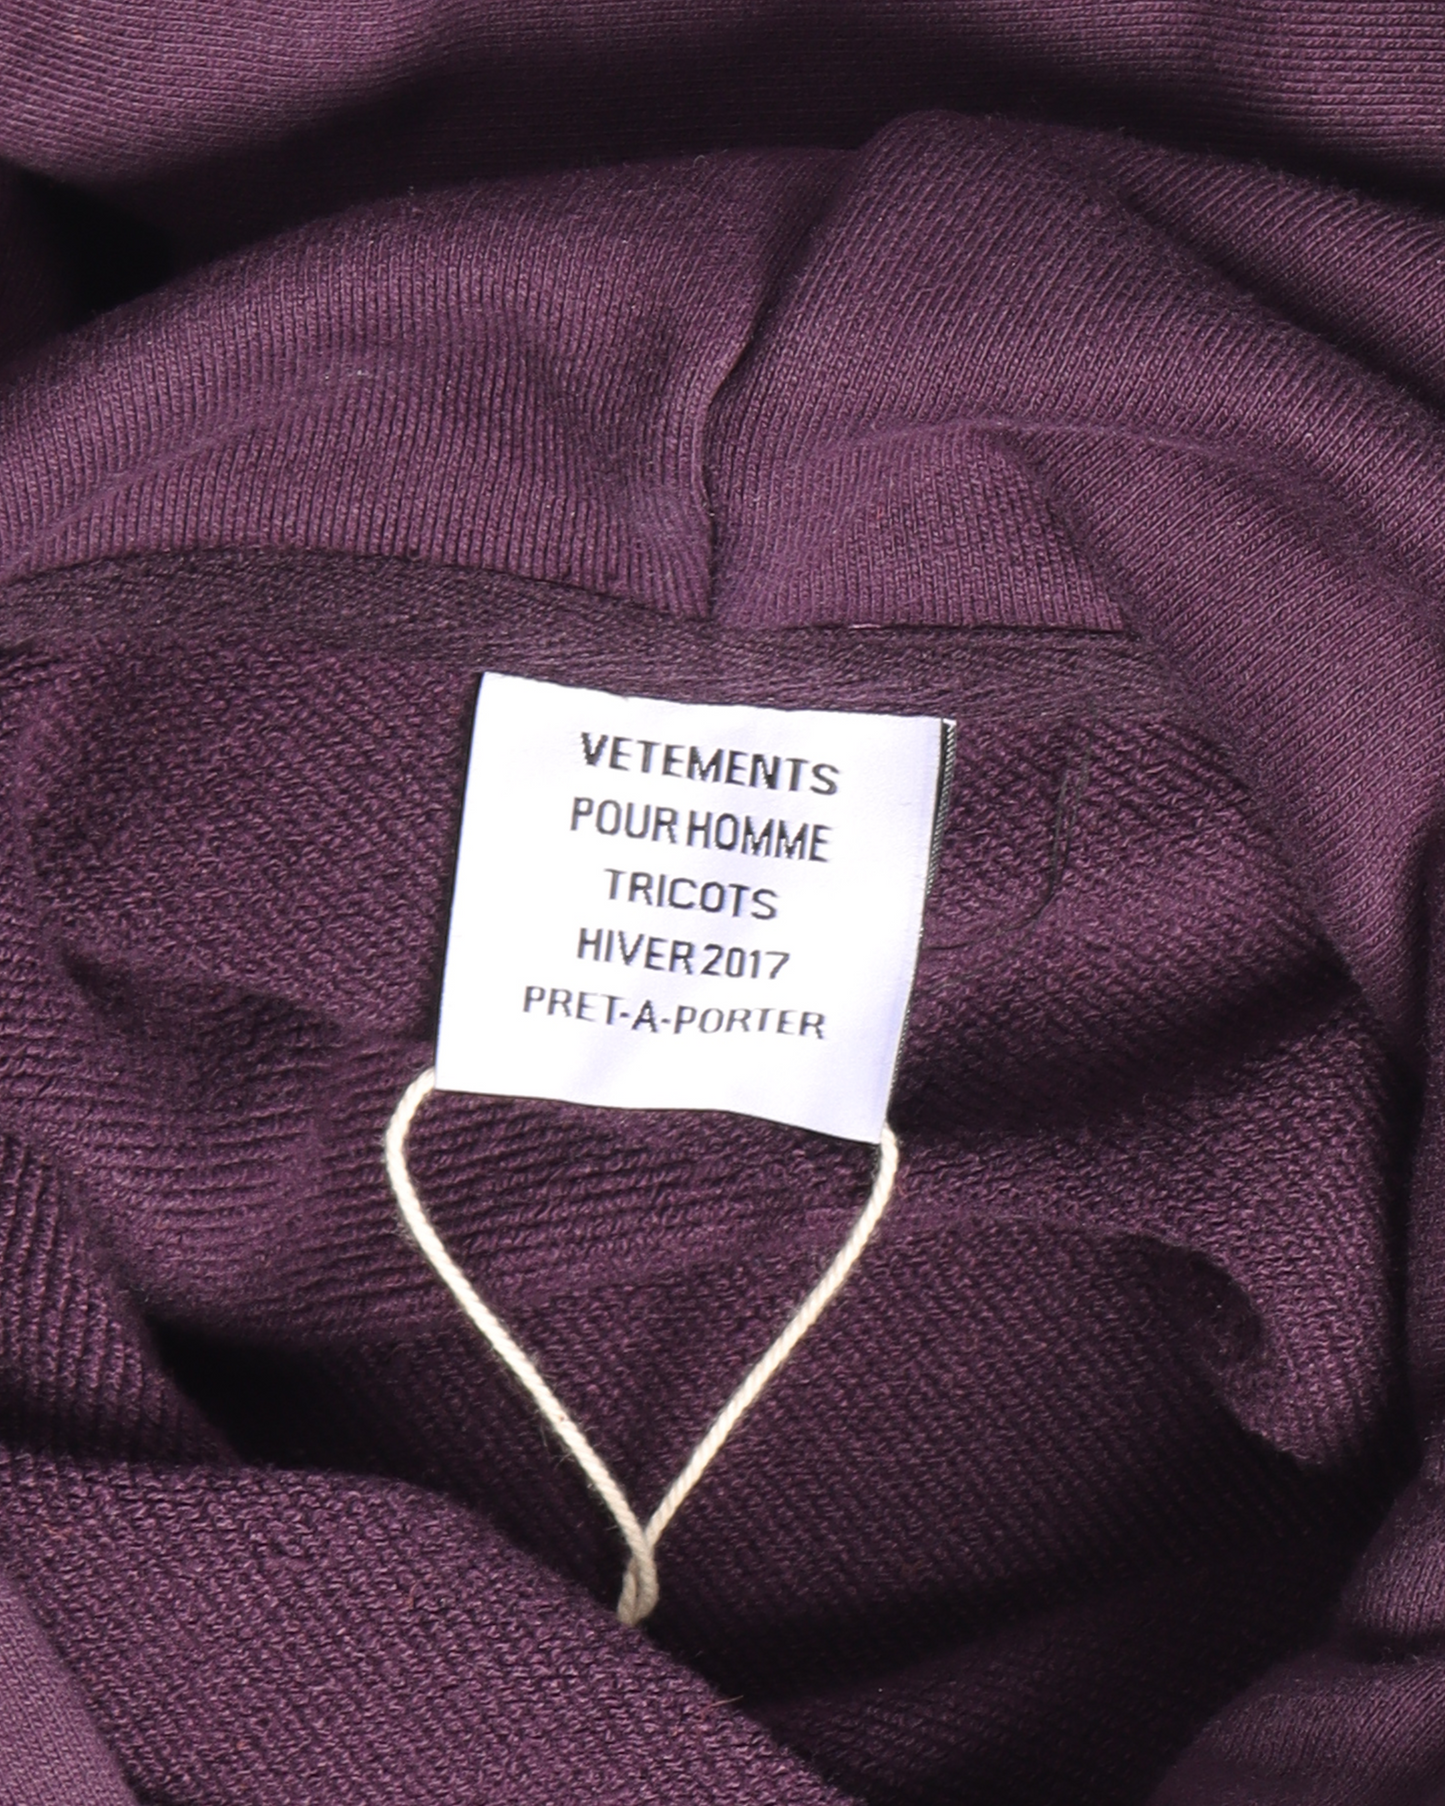 VETEMENTS
POUR HOMME
TRICOTS
HIVER 2017
PRET-A-PORTER